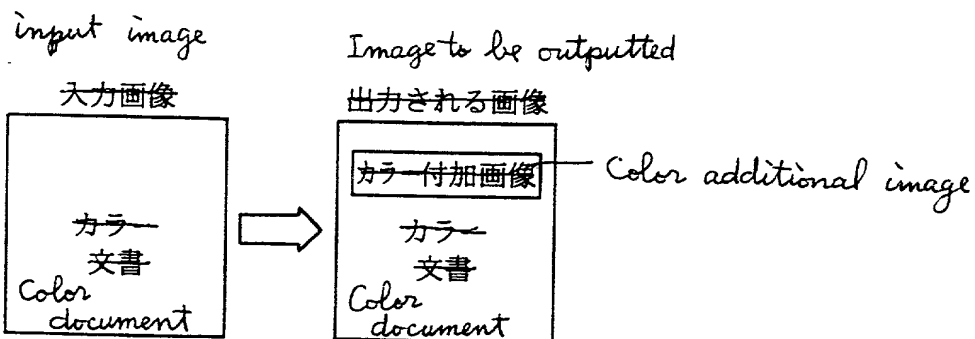 input image
入力画像
カラー
文書
Color
document
Image to be outputted
出力される画像
カラー付加画像
Color additional image
カラー
文書
Color
document